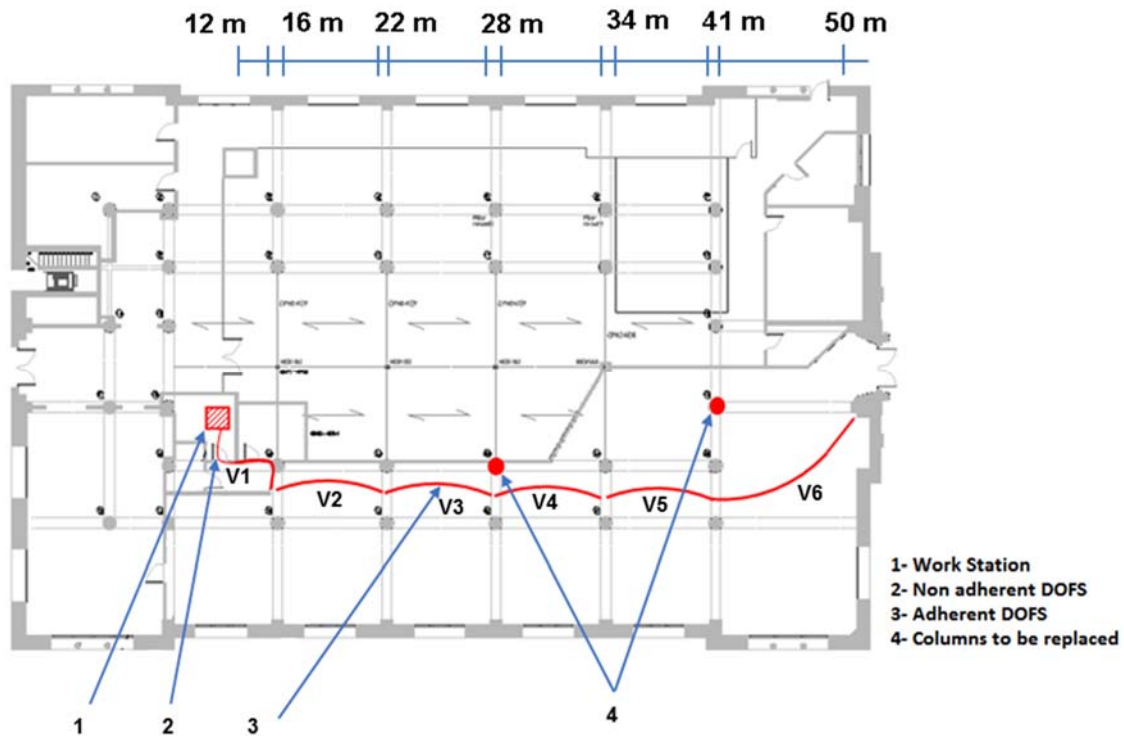 12 m 16 m 22 m 28 m 34 m 41 m 50 m
V1 V2 V3 V4 V5 V6
1- Work Station
2- Non adherent DOFS
3- Adherent DOFS
4- Columns to be replaced
1 2 3 4